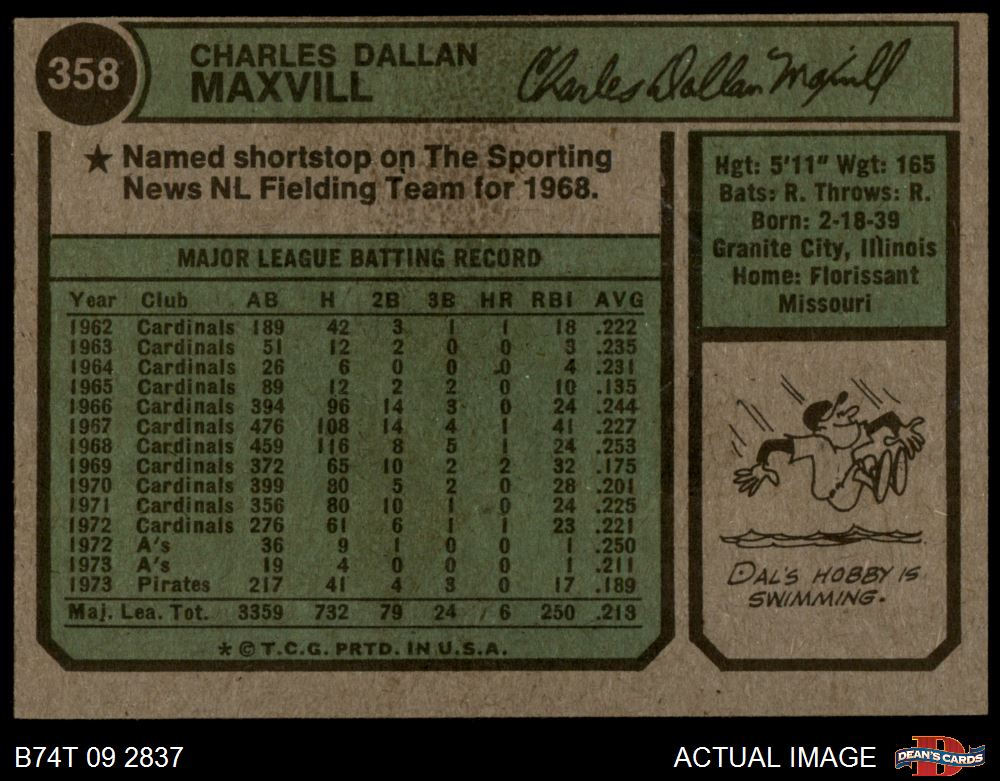 358
CHARLES DALLAN
MAXVILL
Charles Dallan Maxvill
★ Named shortstop on The Sporting
News NL Fielding Team for 1968.
MAJOR LEAGUE BATTING RECORD
Year Club AB H 2B 3B HR RBI AVG
1962 Cardinals 189 42 3 1 1 18 .222
1963 Cardinals 51 12 2 0 0 3 .235
1964 Cardinals 26 6 0 0 0 4 .231
1965 Cardinals 89 12 2 2 0 10 .135
1966 Cardinals 394 96 14 3 0 24 .244
1967 Cardinals 476 108 14 4 1 41 .227
1968 Cardinals 459 116 8 5 1 24 .253
1969 Cardinals 372 65 10 2 2 32 .175
1970 Cardinals 399 80 5 2 0 28 .201
1971 Cardinals 356 80 10 1 0 24 .225
1972 Cardinals 276 61 6 1 1 23 .221
1972 A's 36 9 1 0 0 1 .250
1973 A's 19 4 0 0 0 1 .211
1973 Pirates 217 41 4 3 0 17 .189
Maj. Lea. Tot. 3359 732 79 24 6 250 .218
* © T.C.G. PRTD. IN U.S.A.
Hgt: 5'11" Wgt: 165
Bats: R. Throws: R.
Born: 2-18-39
Granite City, Illinois
Home: Florissant
Missouri
DAL'S HOBBY IS
SWIMMING.
B74T 09 2837
ACTUAL IMAGE
D
DEAN'S CARDS